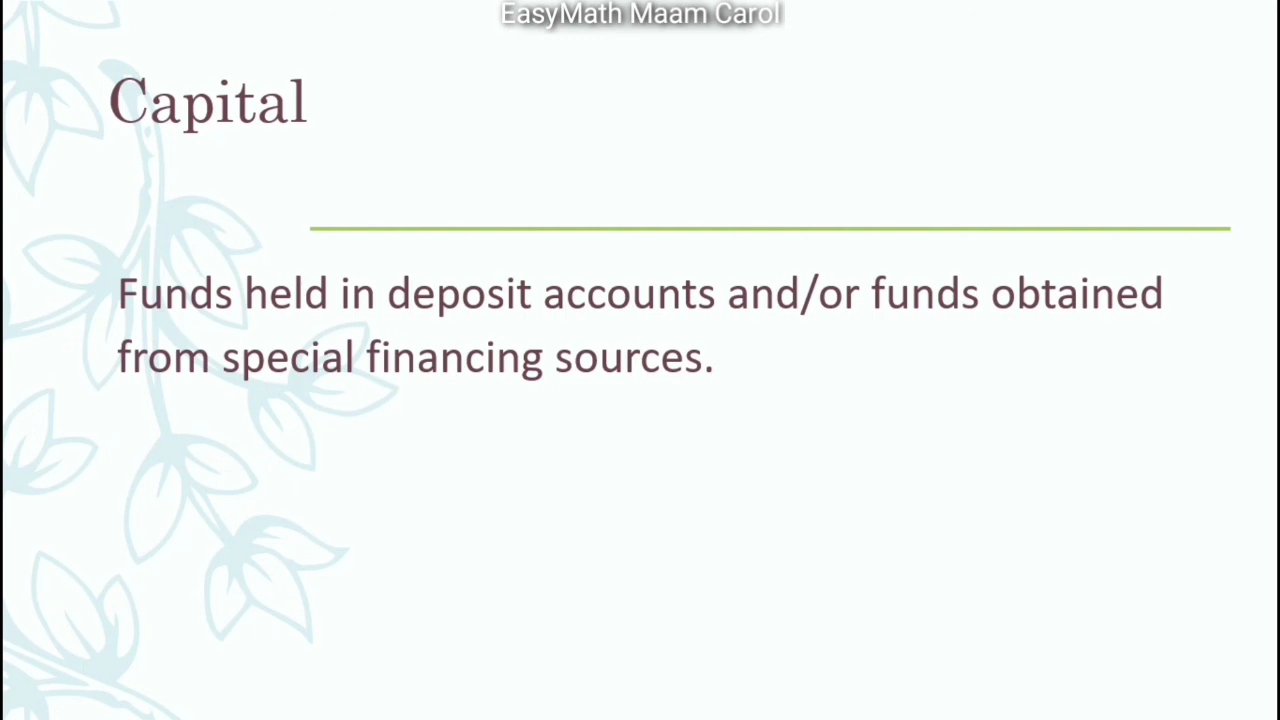 EasyMath Maam Carol
Capital
Funds held in deposit accounts and/or funds obtained
from special financing sources.